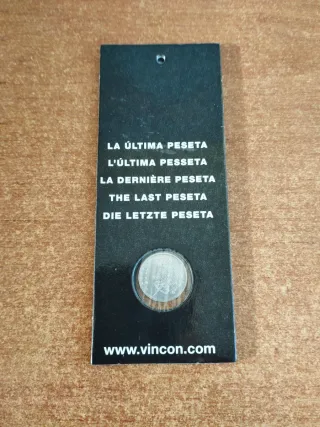 LA ÚLTIMA PESETA
L'ÚLTIMA PESSETA
LA DERNIÈRE PESETA
THE LAST PESETA
DIE LETZTE PESETA
www.vincon.com